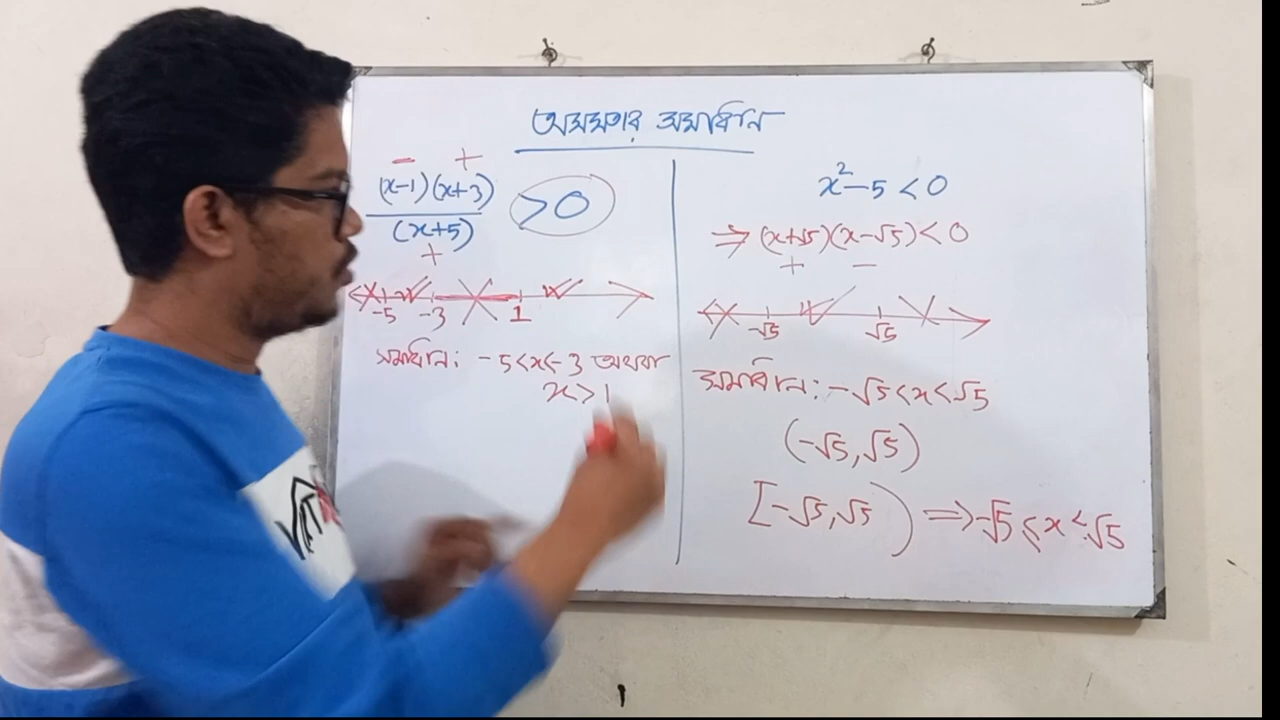 অসমতার সমাধান
- +
(x-1)(x+3)
(x+5)
>0
+
-5 -3 1
সমাধান: -5<x<-3 অথবা
x>1
x²-5<0
⇒(x+√5)(x-√5)<0
+ -
-√5 √5
সমাধান: -√5<x<√5
(-√5,√5)
[-√5,√5) ⇒-√5≤x<√5